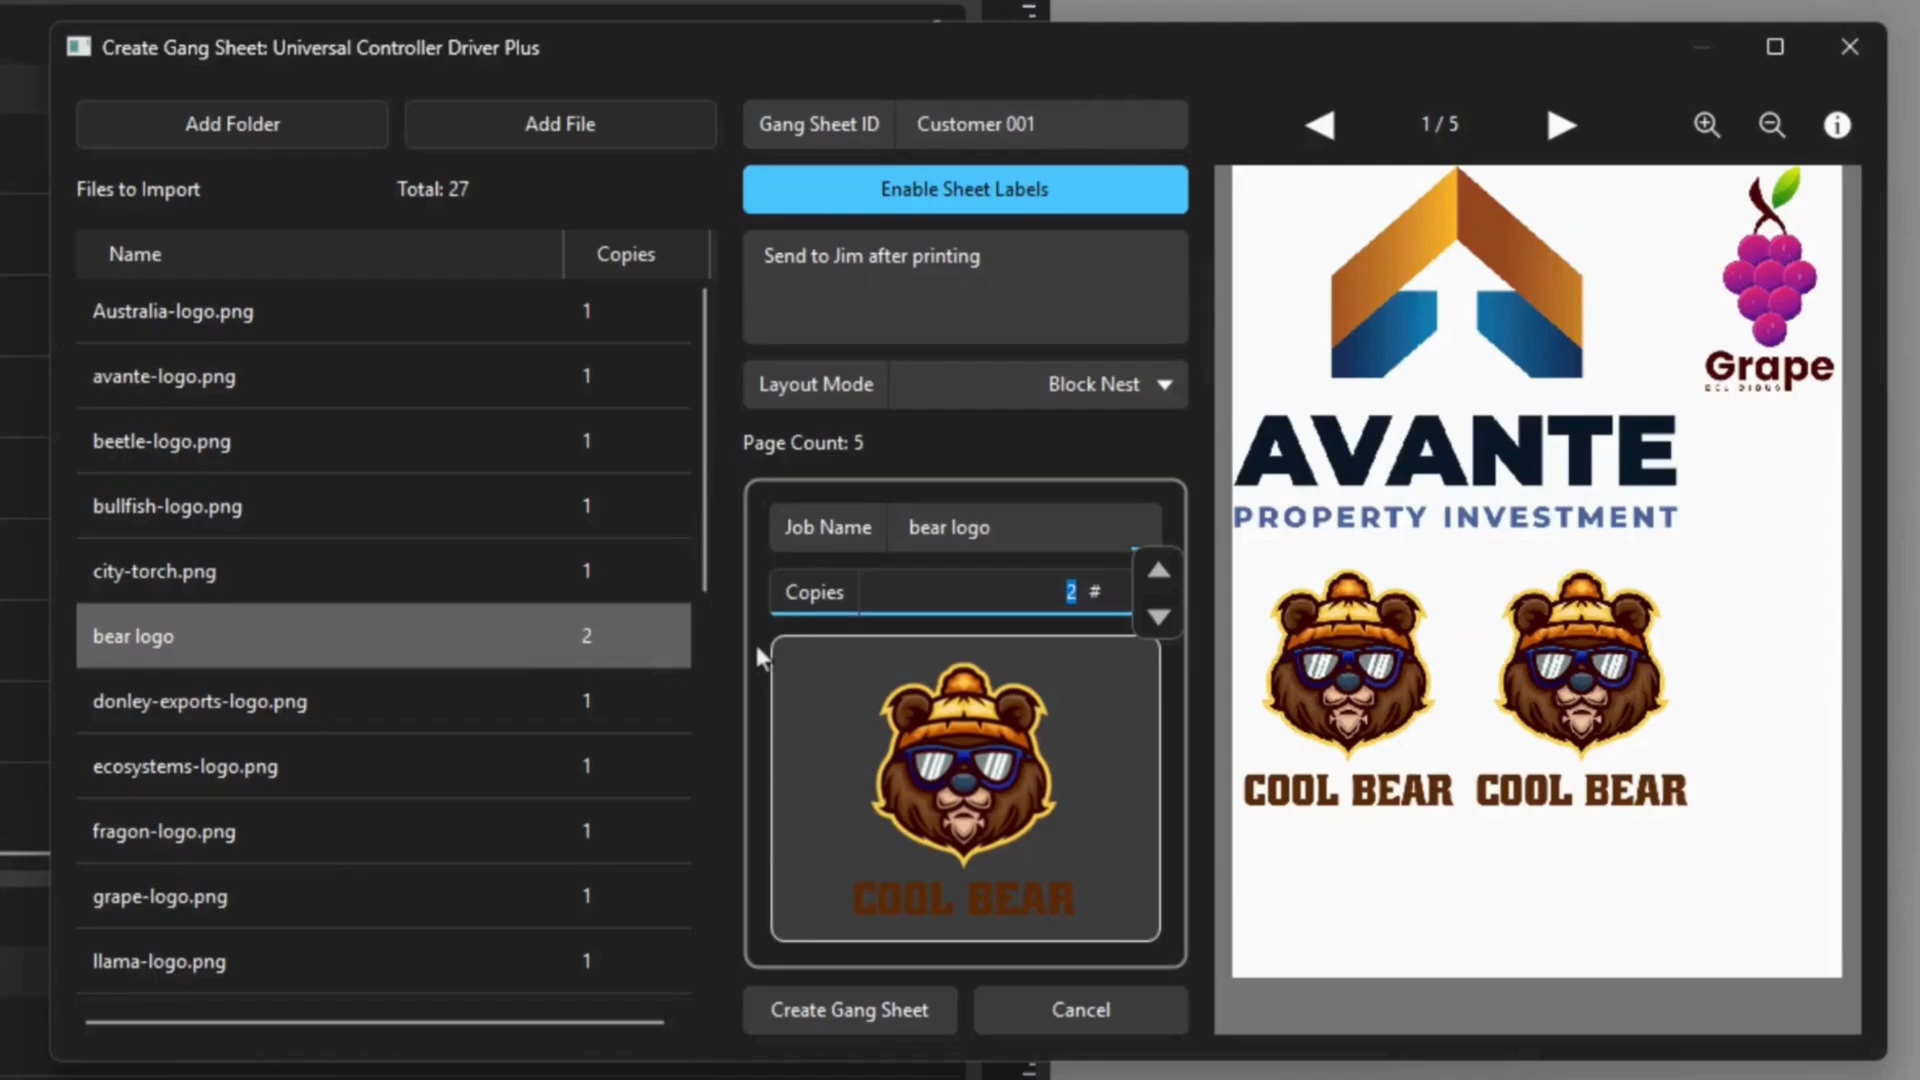 Create Gang Sheet: Universal Controller Driver Plus
Add Folder
Add File
Files to Import
Total: 27
Name
Copies
Australia-logo.png
1
avante-logo.png
1
beetle-logo.png
1
bullfish-logo.png
1
city-torch.png
1
bear logo
2
donley-exports-logo.png
1
ecosystems-logo.png
1
fragon-logo.png
1
grape-logo.png
1
llama-logo.png
1
Gang Sheet ID
Customer 001
Enable Sheet Labels
Send to Jim after printing
Layout Mode
Block Nest
Page Count: 5
Job Name
bear logo
Copies
2 #
COOL BEAR
Create Gang Sheet
Cancel
1 / 5
Grape
AVANTE
PROPERTY INVESTMENT
COOL BEAR
COOL BEAR